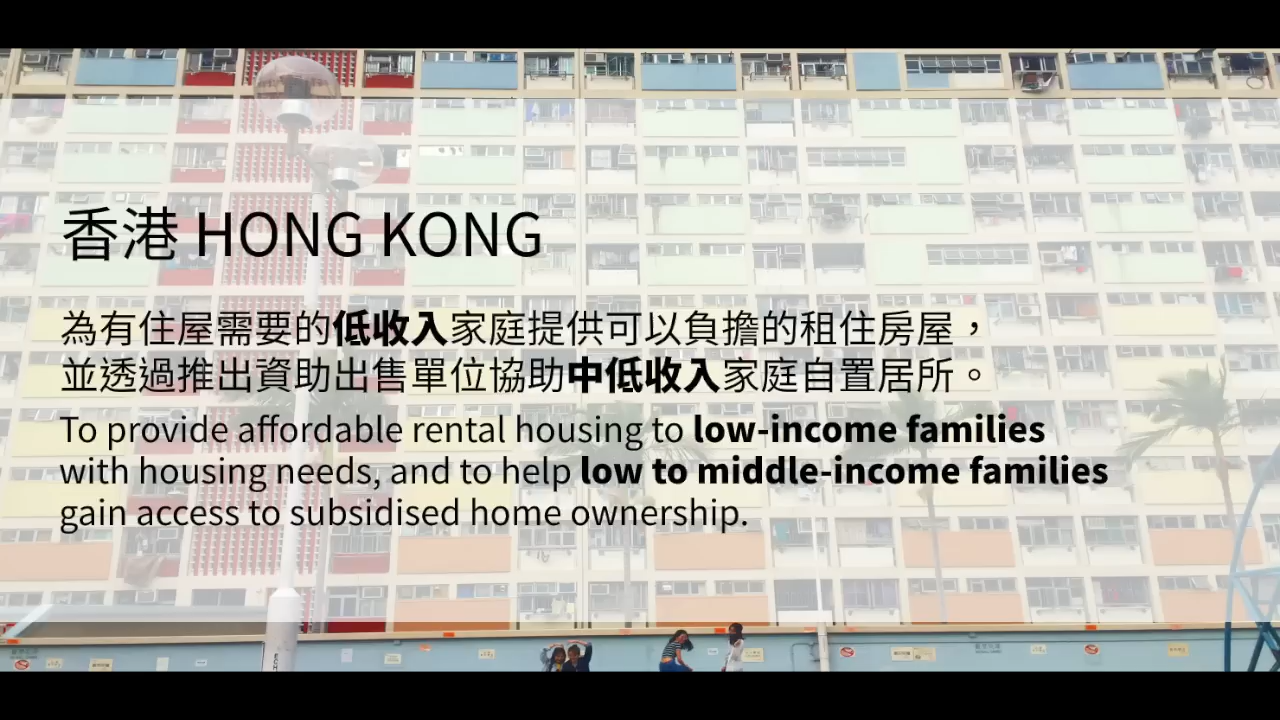 香港 HONG KONG
為有住屋需要的低收入家庭提供可以負擔的租住房屋，
並透過推出資助出售單位協助中低收入家庭自置居所。
To provide affordable rental housing to low-income families
with housing needs, and to help low to middle-income families
gain access to subsidised home ownership.